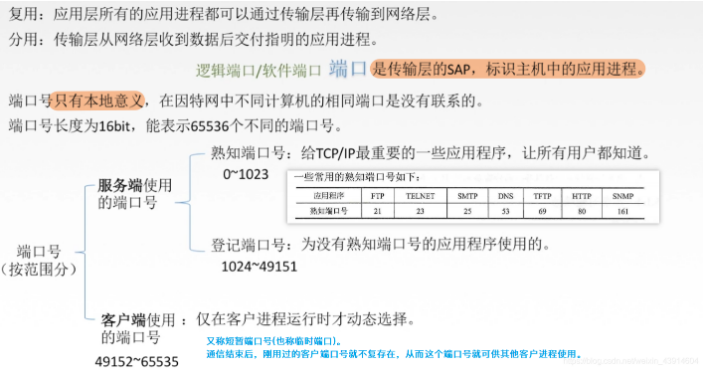 复用：应用层所有的应用进程都可以通过传输层再传输到网络层。
分用：传输层从网络层收到数据后交付指明的应用进程。
逻辑端口/软件端口 端口 是传输层的SAP，标识主机中的应用进程。
端口号只有本地意义，在因特网中不同计算机的相同端口是没有联系的。
端口号长度为16bit，能表示65536个不同的端口号。
熟知端口号：给TCP/IP最重要的一些应用程序，让所有用户都知道。
0~1023
一些常用的熟知端口号如下：
应用程序 FTP TELNET SMTP DNS TFTP HTTP SNMP
熟知端口号 21 23 25 53 69 80 161
服务端使用
的端口号
登记端口号：为没有熟知端口号的应用程序使用的。
1024~49151
端口号
（按范围分）
客户端使用
的端口号
：仅在客户进程运行时才动态选择。
49152~65535
又称短暂端口号(也称临时端口)。
通信结束后，刚用过的客户端口号就不复存在，从而这个端口号就可供其他客户进程使用。